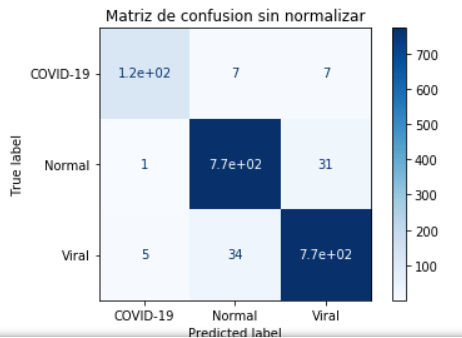 Matriz de confusion sin normalizar
COVID-19 1.2e+02 7 7
Normal 1 7.7e+02 31
Viral 5 34 7.7e+02
COVID-19 Normal Viral
Predicted label
True label
700
600
500
400
300
200
100